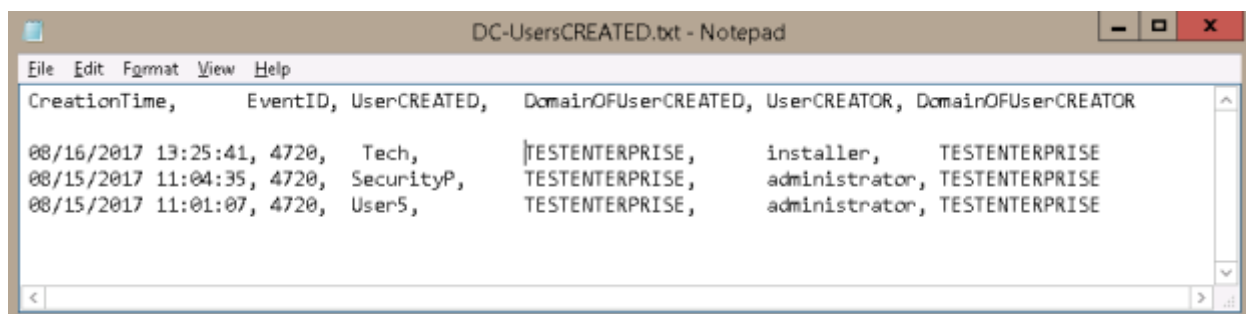 DC-UsersCREATED.txt - Notepad
File Edit Format View Help
CreationTime, EventID, UserCREATED, DomainOFUserCREATED, UserCREATOR, DomainOFUserCREATOR
08/16/2017 13:25:41, 4720, Tech, TESTENTERPRISE, installer, TESTENTERPRISE
08/15/2017 11:04:35, 4720, SecurityP, TESTENTERPRISE, administrator, TESTENTERPRISE
08/15/2017 11:01:07, 4720, User5, TESTENTERPRISE, administrator, TESTENTERPRISE